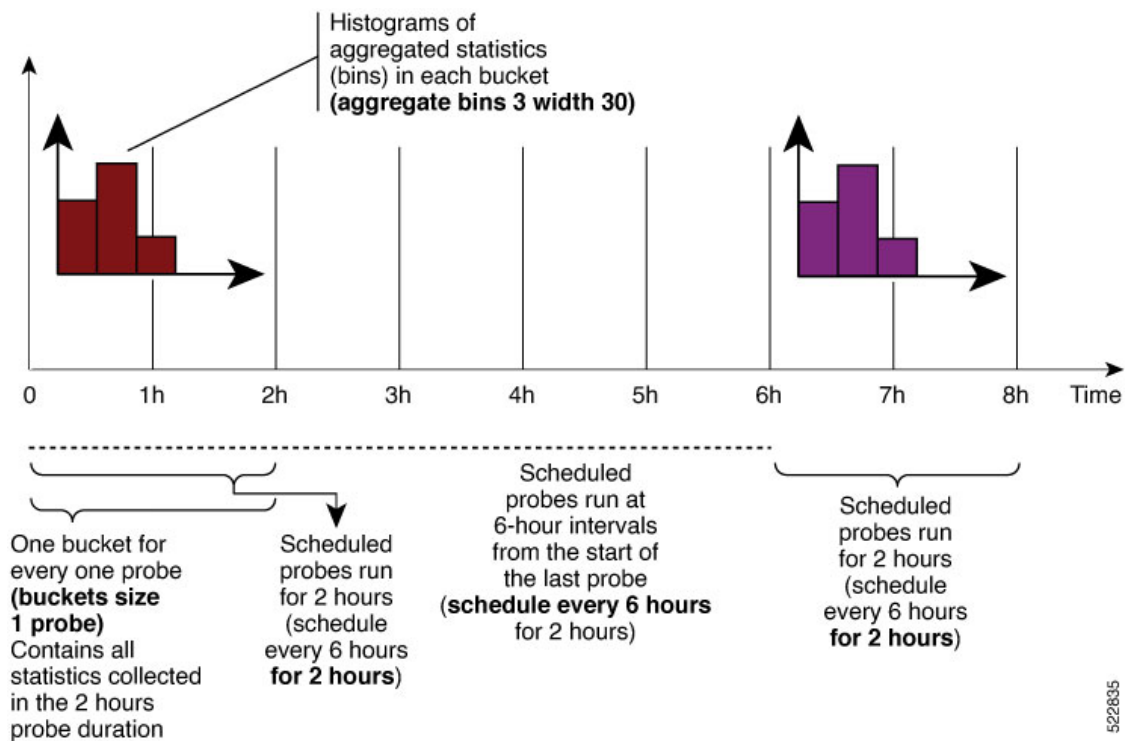 Histograms of
aggregated statistics
(bins) in each bucket
(aggregate bins 3 width 30)
0
1h
2h
3h
4h
5h
6h
7h
8h
Time
One bucket for
every one probe
(buckets size
1 probe)
Contains all
statistics collected
in the 2 hours
probe duration
Scheduled
probes run
for 2 hours
(schedule
every 6 hours
for 2 hours)
Scheduled
probes run at
6-hour intervals
from the start of
the last probe
(schedule every 6 hours
for 2 hours)
Scheduled
probes run
for 2 hours
(schedule
every 6 hours
for 2 hours)
522835